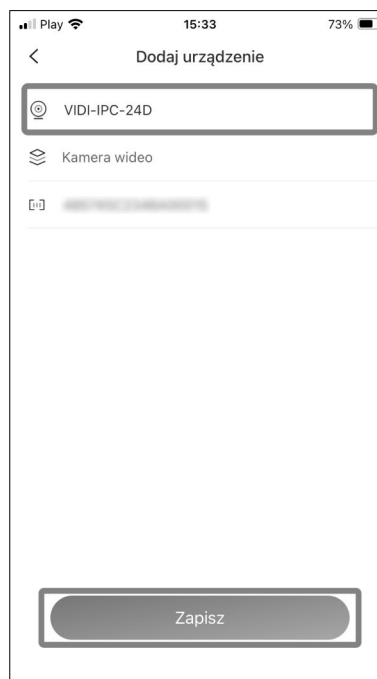 Play 15:33 73%
Dodaj urządzenie
VIDI-IPC-24D
Kamera wideo
Zapisz